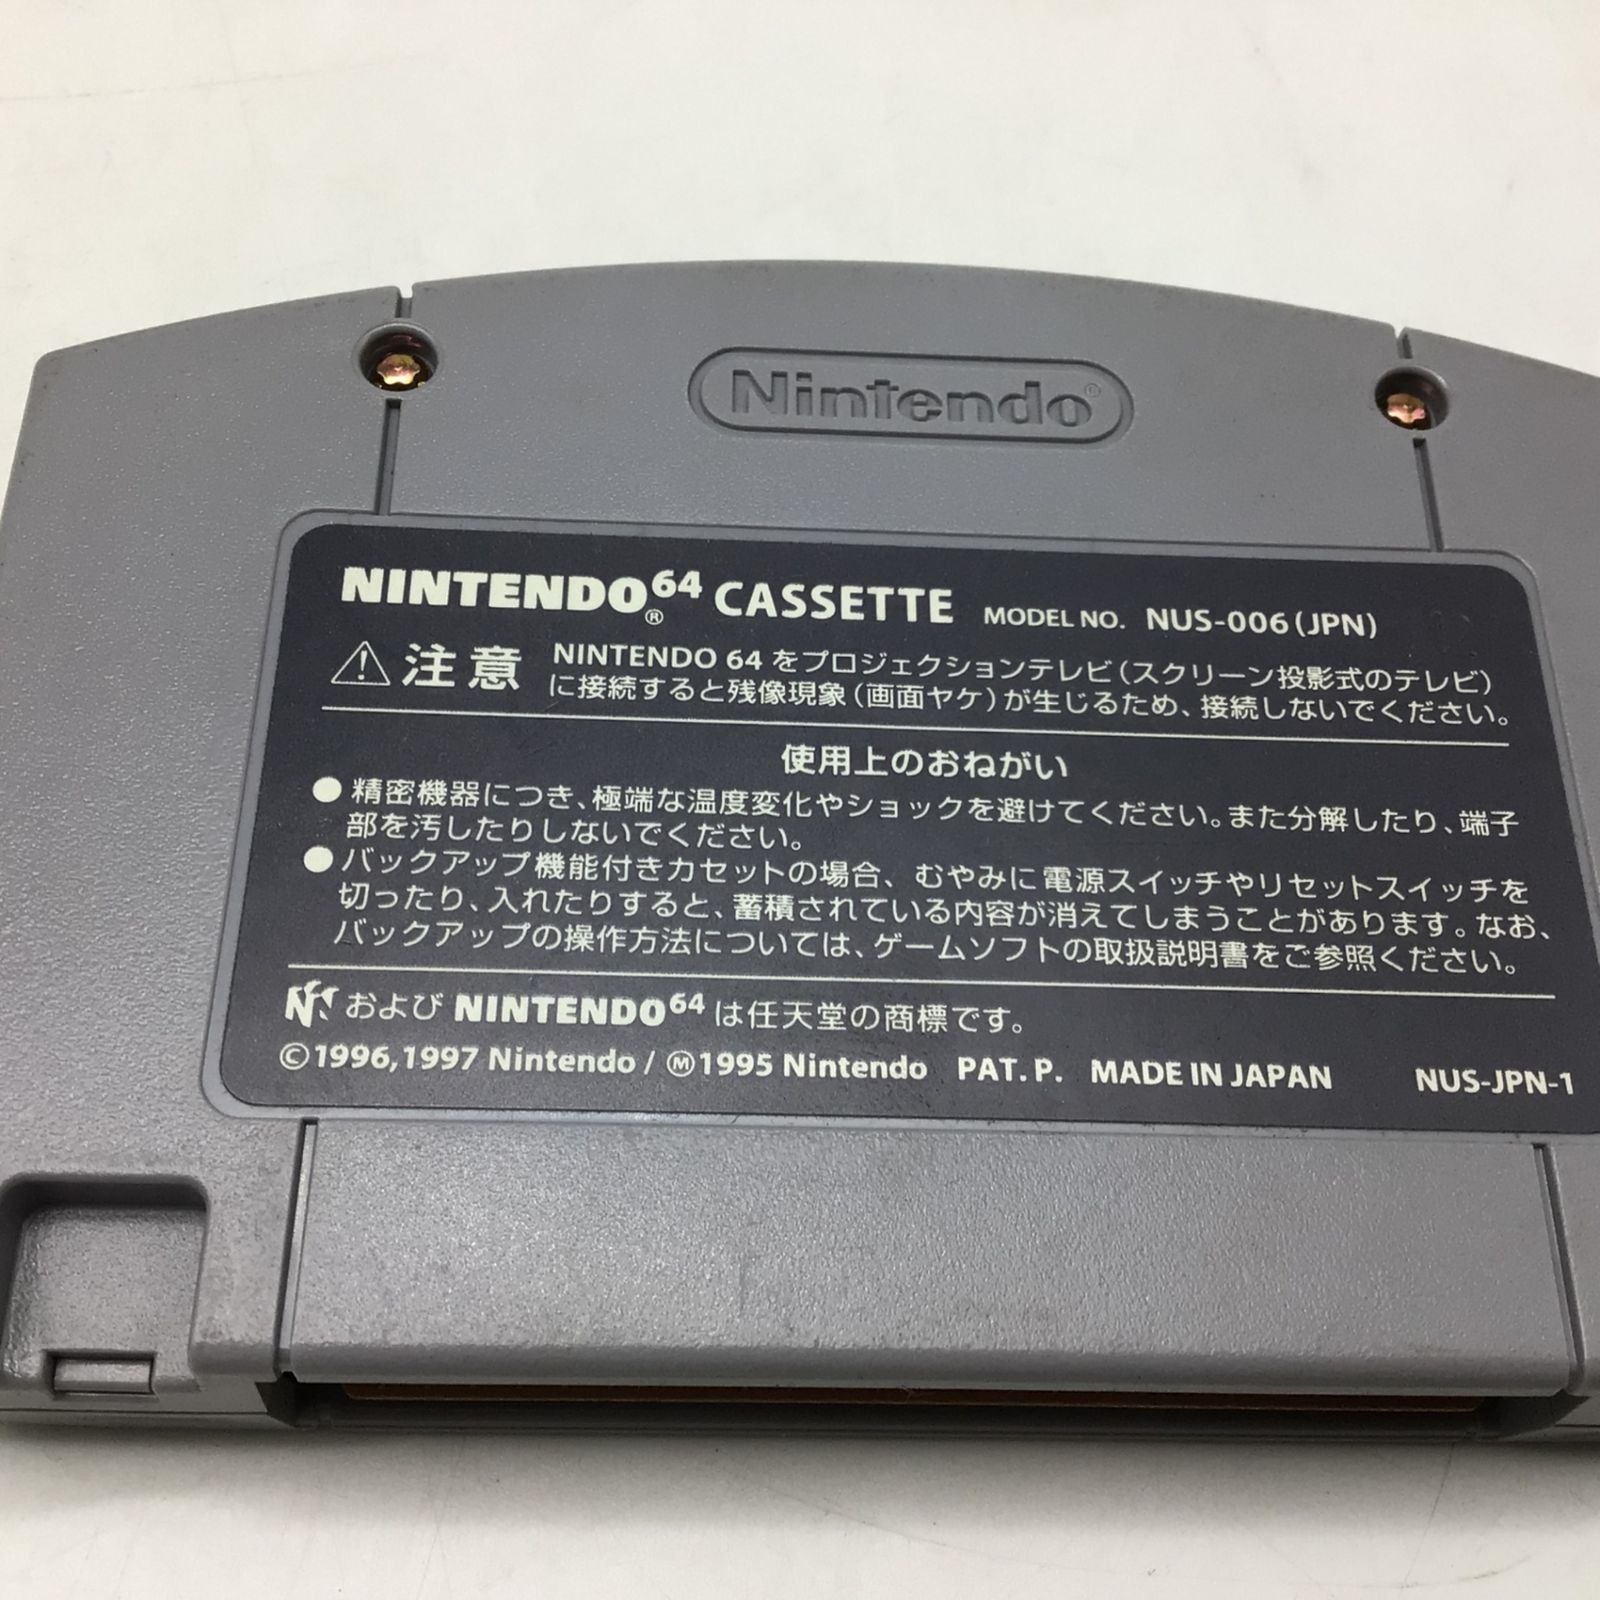 Nintendo®
NINTENDO64® CASSETTE MODEL NO. NUS-006(JPN)
注意 NINTENDO 64 をプロジェクションテレビ(スクリーン投影式のテレビ)
に接続すると残像現象(画面ヤケ)が生じるため、接続しないでください。
使用上のおねがい
●精密機器につき、極端な温度変化やショックを避けてください。また分解したり、端子
部を汚したりしないでください。
●バックアップ機能付きカセットの場合、むやみに電源スイッチやリセットスイッチを
切ったり、入れたりすると、蓄積されている内容が消えてしまうことがあります。なお、
バックアップの操作方法については、ゲームソフトの取扱説明書をご参照ください。
および NINTENDO64 は任天堂の商標です。
©1996,1997 Nintendo / Ⓜ1995 Nintendo PAT. P. MADE IN JAPAN NUS-JPN-1